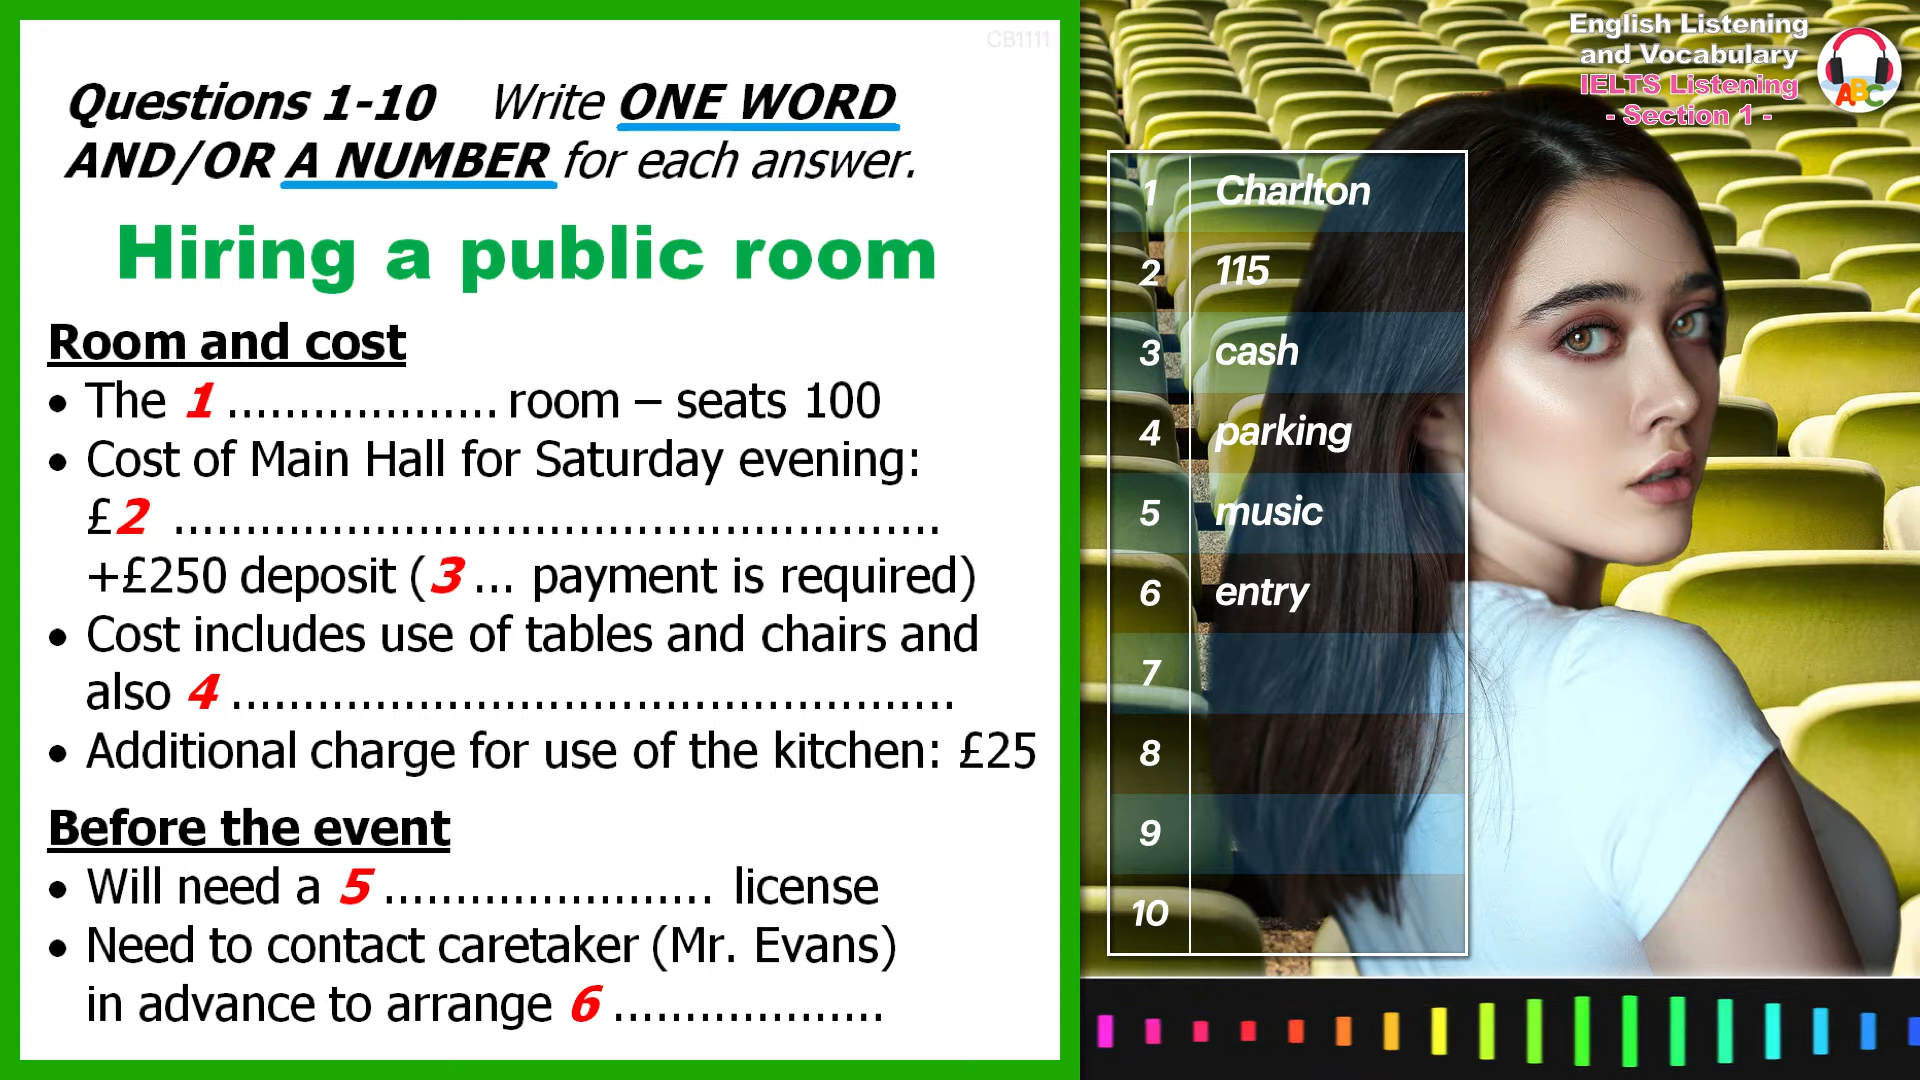 CB1111
Questions 1-10 Write ONE WORD
AND/OR A NUMBER for each answer.
Hiring a public room
Room and cost
• The 1 ................... room – seats 100
• Cost of Main Hall for Saturday evening:
£2 ......................................................
+£250 deposit (3 ... payment is required)
• Cost includes use of tables and chairs and
also 4 ...................................................
• Additional charge for use of the kitchen: £25
Before the event
• Will need a 5 ....................... license
• Need to contact caretaker (Mr. Evans)
in advance to arrange 6 ...................
English Listening
and Vocabulary
IELTS Listening
- Section 1 -
ABC
1 Charlton
2 115
3 cash
4 parking
5 music
6 entry
7
8
9
10